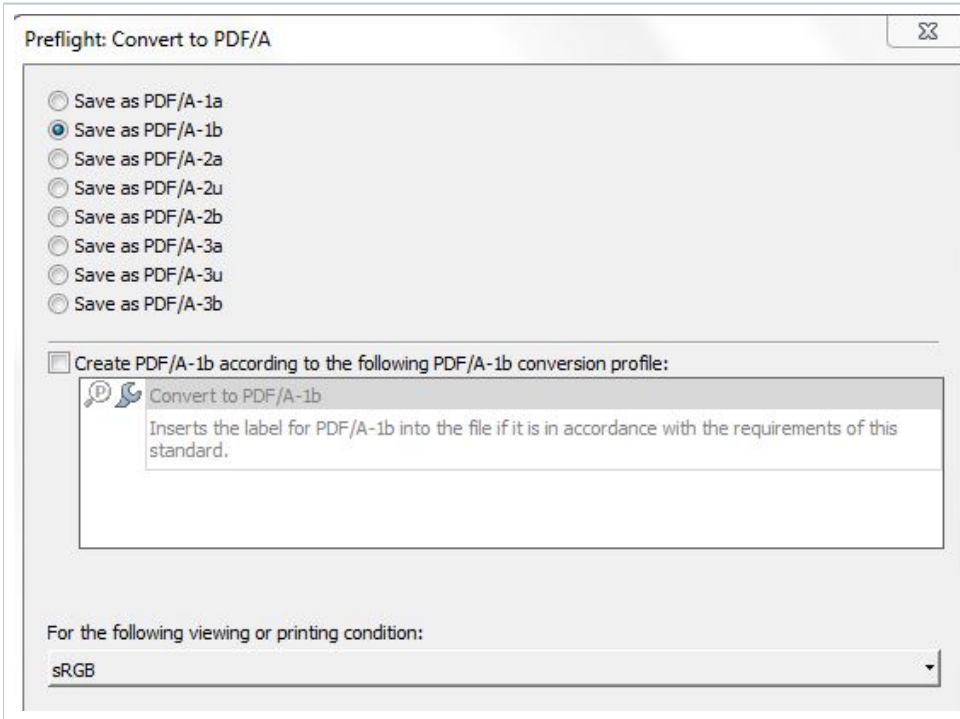 Preflight: Convert to PDF/A
Save as PDF/A-1a
Save as PDF/A-1b
Save as PDF/A-2a
Save as PDF/A-2u
Save as PDF/A-2b
Save as PDF/A-3a
Save as PDF/A-3u
Save as PDF/A-3b
Create PDF/A-1b according to the following PDF/A-1b conversion profile:
P
Convert to PDF/A-1b
Inserts the label for PDF/A-1b into the file if it is in accordance with the requirements of this
standard.
For the following viewing or printing condition:
sRGB